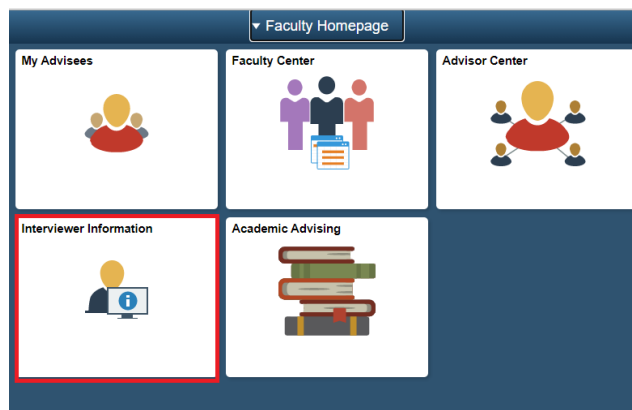 Faculty Homepage
My Advisees
Faculty Center
Advisor Center
Interviewer Information
Academic Advising